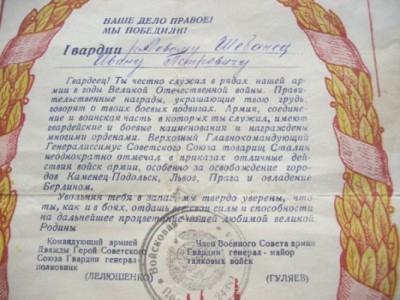 НАШЕ ДЕЛО ПРАВОЕ!
МЫ ПОБЕДИЛИ!
Гвардии рядовому Шеванец
Ивану Петровичу
Гвардеец! Ты честно служил в рядах нашей
армии в годы Великой Отечественной войны. Прави-
тельственные награды, украшающие твою грудь,
говорят о твоих боевых подвигах. Армия, соедине-
ние и воинская часть в которых ты служил, имеют
гвардейские и боевые наименования и награждены
многими орденами. Верховный Главнокомандующий
Генералиссимус Советского Союза товарищ Сталин
неоднократно отмечал в приказах отличные дей-
ствия войск армии, особенно за освобождение горо-
дов Каменец-Подольск, Львов, Прага и овладение
Берлином.
Увольняя тебя в запас, мы твердо уверены, что
ты, как и в боях, отдашь все свои силы и способности
на дальнейшее процветание нашей любимой великой
Родины
Командующий армией
Дважды Герой Советского
Союза Гвардии генерал-
полковник
(ЛЕЛЮШЕНКО)
Член Военного Совета армии
Гвардии генерал-майор
танковых войск
(ГУЛЯЕВ)
Войсковая